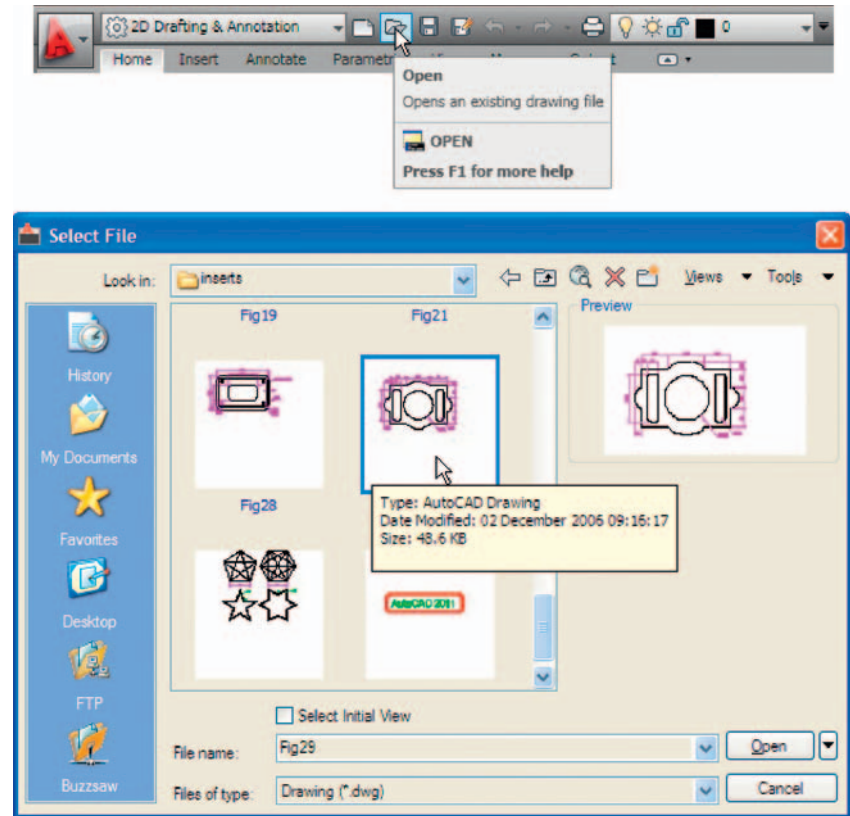 2D Drafting & Annotation
0
Home Insert Annotate Parametr
Open
Opens an existing drawing file
OPEN
Press F1 for more help
Select File
Look in: inserts Views Tools
History
My Documents
Favorites
Desktop
FTP
Buzzsaw
Fig19 Fig21
Fig28
Type: AutoCAD Drawing
Date Modified: 02 December 2006 09:16:17
Size: 48.6 KB
AutoCAD 2011
Preview
Select Initial View
File name: Fig29 Open
Files of type: Drawing (*.dwg) Cancel